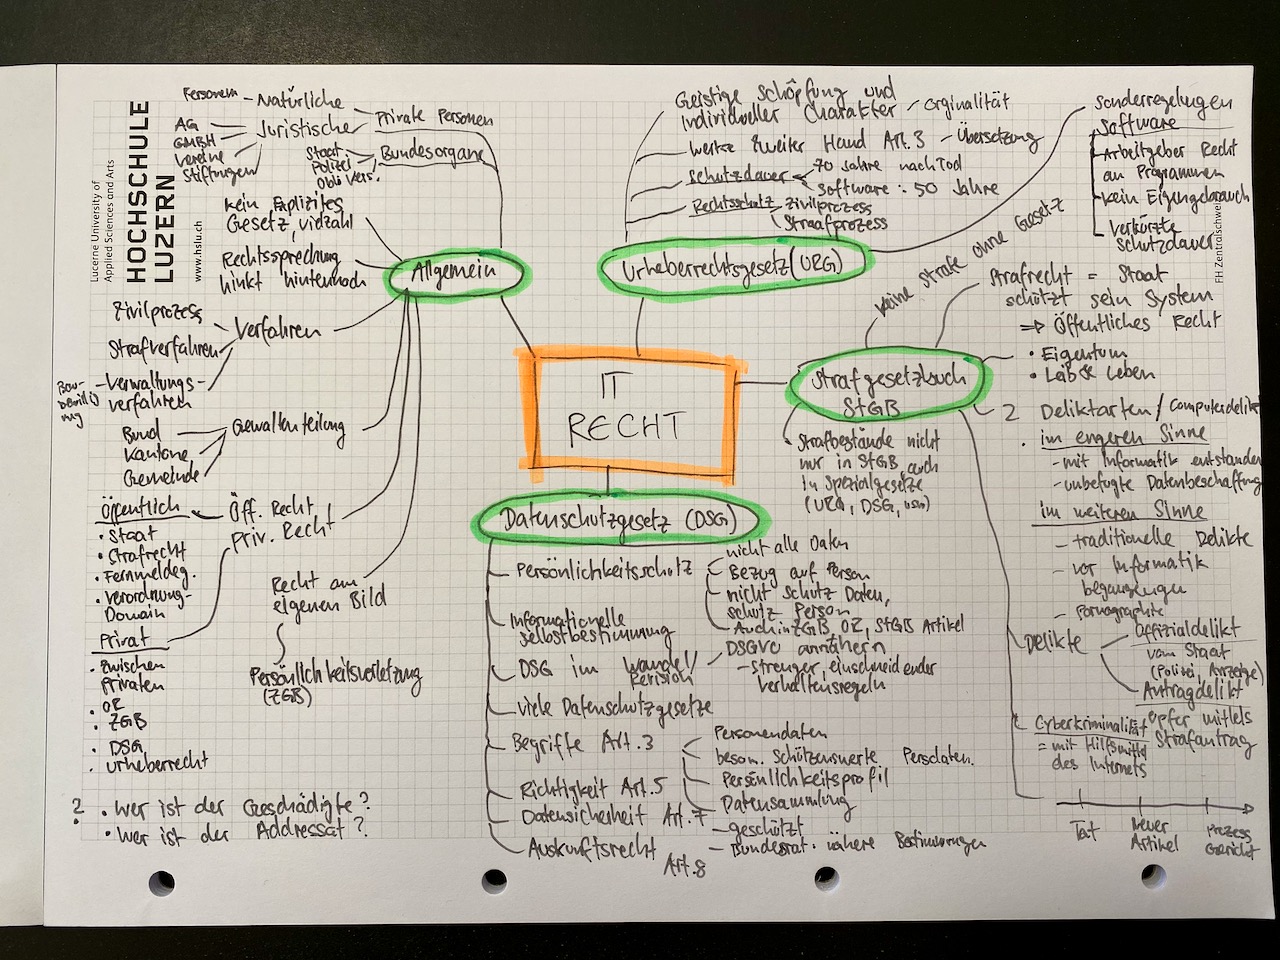 Lucerne University of
Applied Sciences and Arts
HOCHSCHULE
LUZERN
www.hslu.ch
FH Zentralschweiz
IT
RECHT
Allgemein
Personen - Natürliche
Juristische
Private Personen
AG
GMBH
Vereine
Stiftungen
Bundesorgane
Staat
Polizei
kein Explizites
Gesetz, vielzahl
Rechtssprechung
hinkt hinternach
Verfahren
Zivilprozess
Strafverfahren
Verwaltungs-
verfahren
Gewaltenteilung
Bund
Kantone
Gemeinde
Öff. Recht
Priv. Recht
Öffentlich
• Staat
• Strafrecht
• Fernmeldeg.
• Verordnung-
Domain
Privat
• Zwischen
Privaten
• OR
• ZGB
• DSG
• Urheberrecht
Recht am
eigenen Bild
Persönlichkeitsverletzung
(ZGB)
? • Wer ist der Geschädigte?
• Wer ist der Addressat?
Urheberrechtsgesetz (URG)
Geistige Schöpfung und
Individueller Charakter - Orginalität
Werke zweiter Hand Art. 3 - Übersetzung
Schutzdauer
70 Jahre nach Tod
Software : 50 Jahre
Rechtsschutz
Zivilprozess
Straafprozess
Sonderregelugen
Software
- Arbeitgeber Recht
an Programmen
- kein Eigengebrauch
- Verkürzte
Schutzdauer
Strafgesetzbuch
StGB
keine Strafe ohne Gesetz
Strafrecht = Staat
schützt sein System
=> Öffentliches Recht
• Eigentum
• Leib & Leben
Strafbestände nicht
nur in StGB, auch
in Spezialgesetze
(URG, DSG, usw)
2 Deliktarten / Computerdelikt
• im engeren Sinne
- mit Informatik entstanden
- unbefugte Datenbeschaffung
im weiteren Sinne
- traditionelle Delikte
- vor Informatik
begangengen
- Pornographie
Delikte
Offizialdelikt
vom Staat
(Polizei, Anzeige)
Antragdelikt
Opfer mittels
Strafantrag
Cyberkriminalität
= mit Hilfsmittel
des Internets
Tat
Neuer
Artikel
Prozess
Gericht
Datenschutzgesetz (DSG)
Persönlichkeitsschutz
nicht alle Daten
Bezug auf Person
nicht schutz Daten,
schutz Person
Auch in ZGB, OR, StGB Artikel
Informationelle
selbstbestimmung
DSG im Wandel /
Revision
DSGVO annähern
- strenger, einschneidender
Verhaltensregeln
viele Datenschutzgesetze
Begriffe Art. 3
Personendaten
beson. Schützenswerte Persdaten.
Persönlichkeitsprofil
Datensammlung
Richtigkeit Art. 5
Datensicherheit Art. 7
- geschützt
- Bundesrat : nähere Bestimmungen
Auskunftsrecht
Art. 8